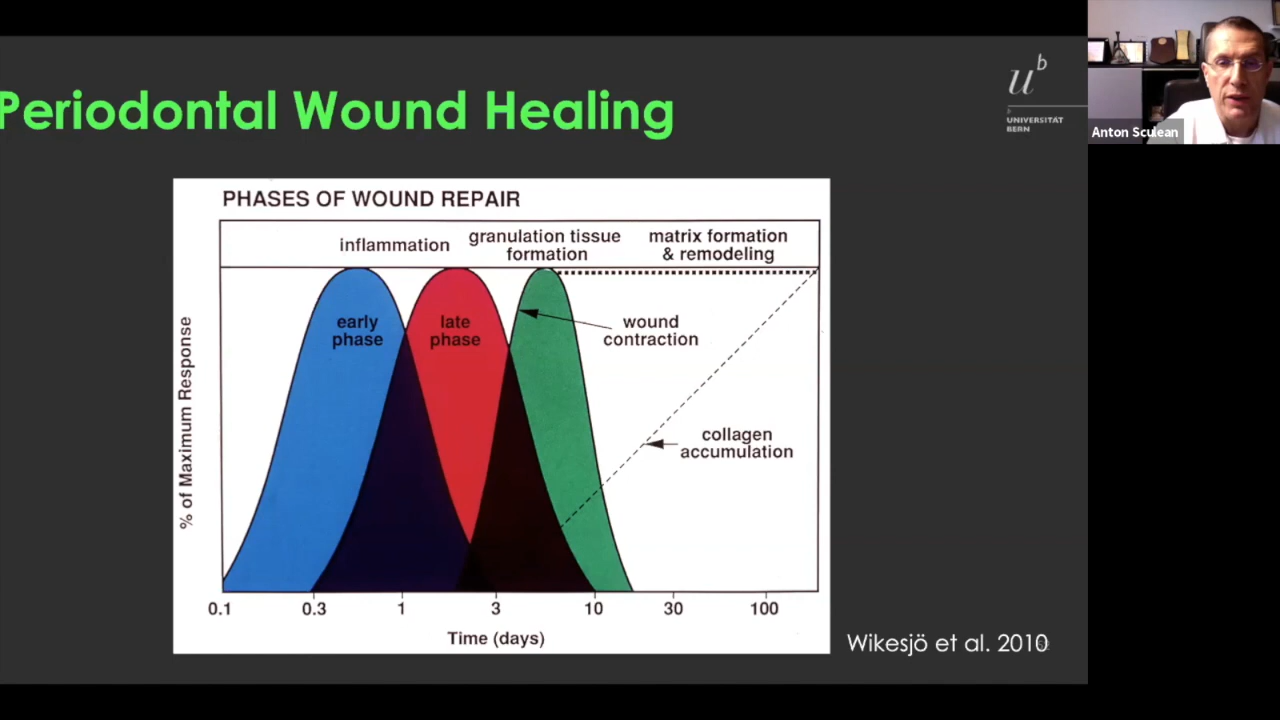 Periodontal Wound Healing
u b
b
UNIVERSITÄT
BERN
Anton Sculean
PHASES OF WOUND REPAIR
inflammation
granulation tissue
formation
matrix formation
& remodeling
early
phase
late
phase
wound
contraction
collagen
accumulation
% of Maximum Response
0.1 0.3 1 3 10 30 100
Time (days)
Wikesjö et al. 2010